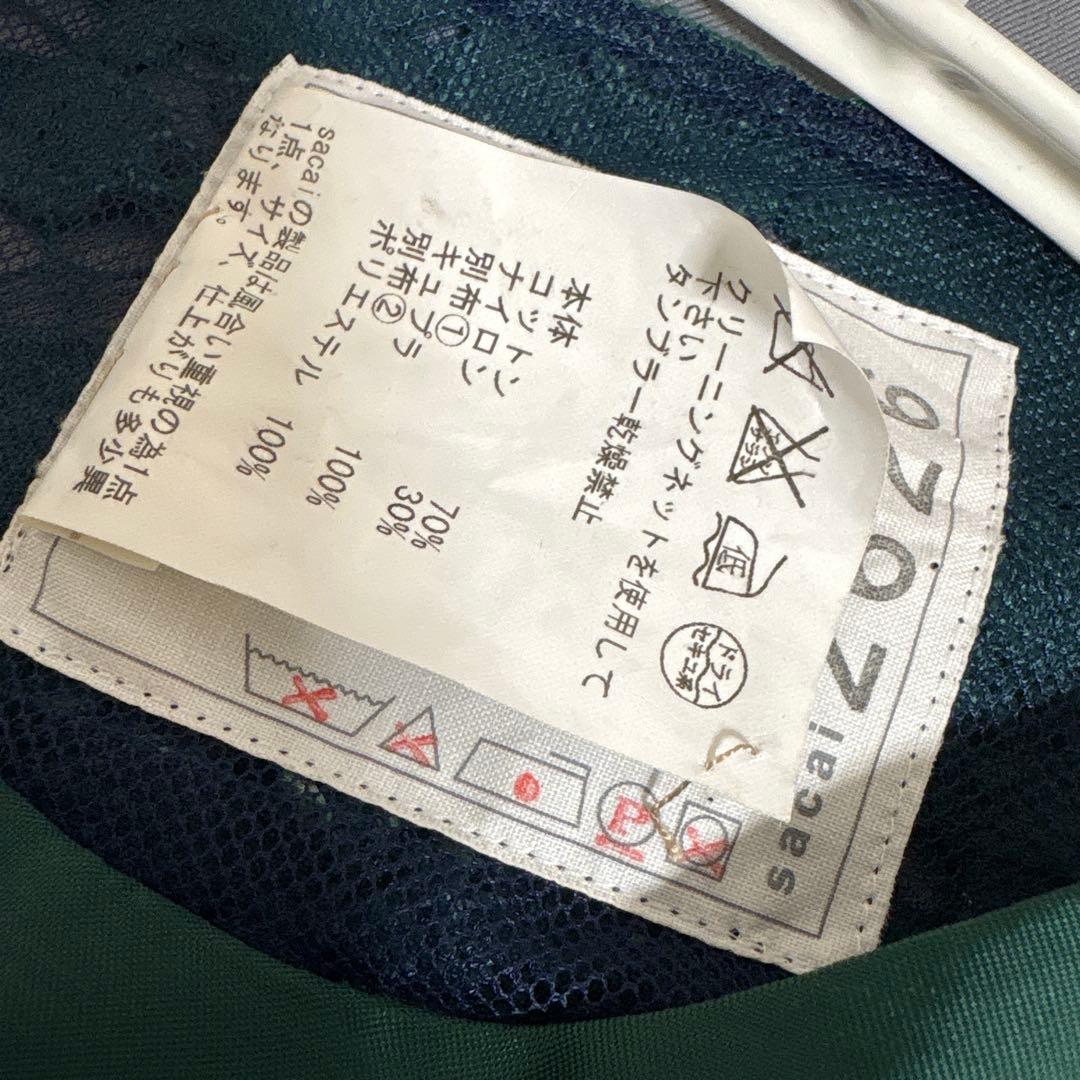 低
ドライ
セキユ系
クリーニングネットを使用して
下さい
タンブラー乾燥禁止
本体
コットン 70%
ナイロン 30%
別布①
キュプラ 100%
別布②
ポリエステル 100%
sacaiの製品は風合い重視の為1点
1点、サイズ、仕上がりも多少異
なります。
sacai